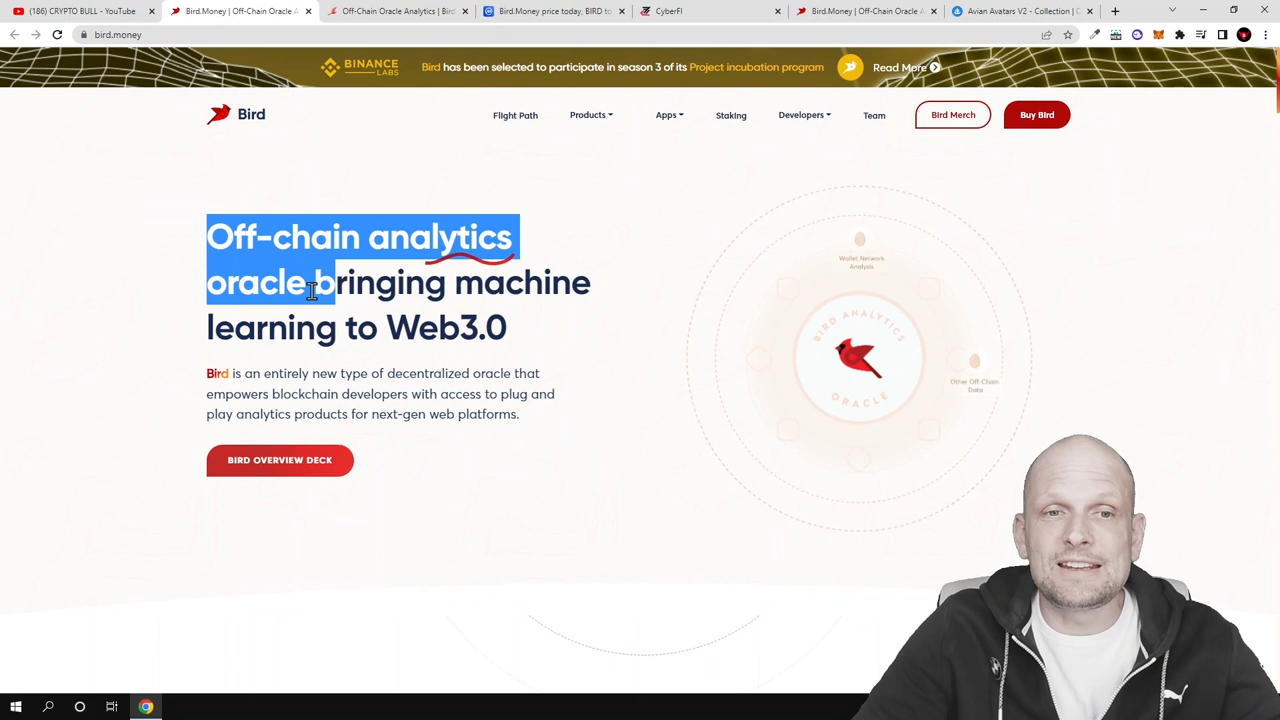 (186) CRYPTO BULL - YouTube
Bird.Money | Off-Chain Oracle A
Off-Chain Oracle Analytics | Bird.
Bird.Money price today, BIRD to
CyberFI
Bird.Money | Off-Chain Oracle A
Avian Avatars V2 - Collection | C
bird.money
BINANCE LABS
Bird has been selected to participate in season 3 of its Project incubation program
Read More
Bird
Flight Path
Products
Apps
Staking
Developers
Team
Bird Merch
Buy Bird
Off-chain analytics
oracle bringing machine
learning to Web3.0
Bird is an entirely new type of decentralized oracle that
empowers blockchain developers with access to plug and
play analytics products for next-gen web platforms.
BIRD OVERVIEW DECK
Wallet Network
Analysis
BIRD ANALYTICS
ORACLE
Other Off-Chain
Data